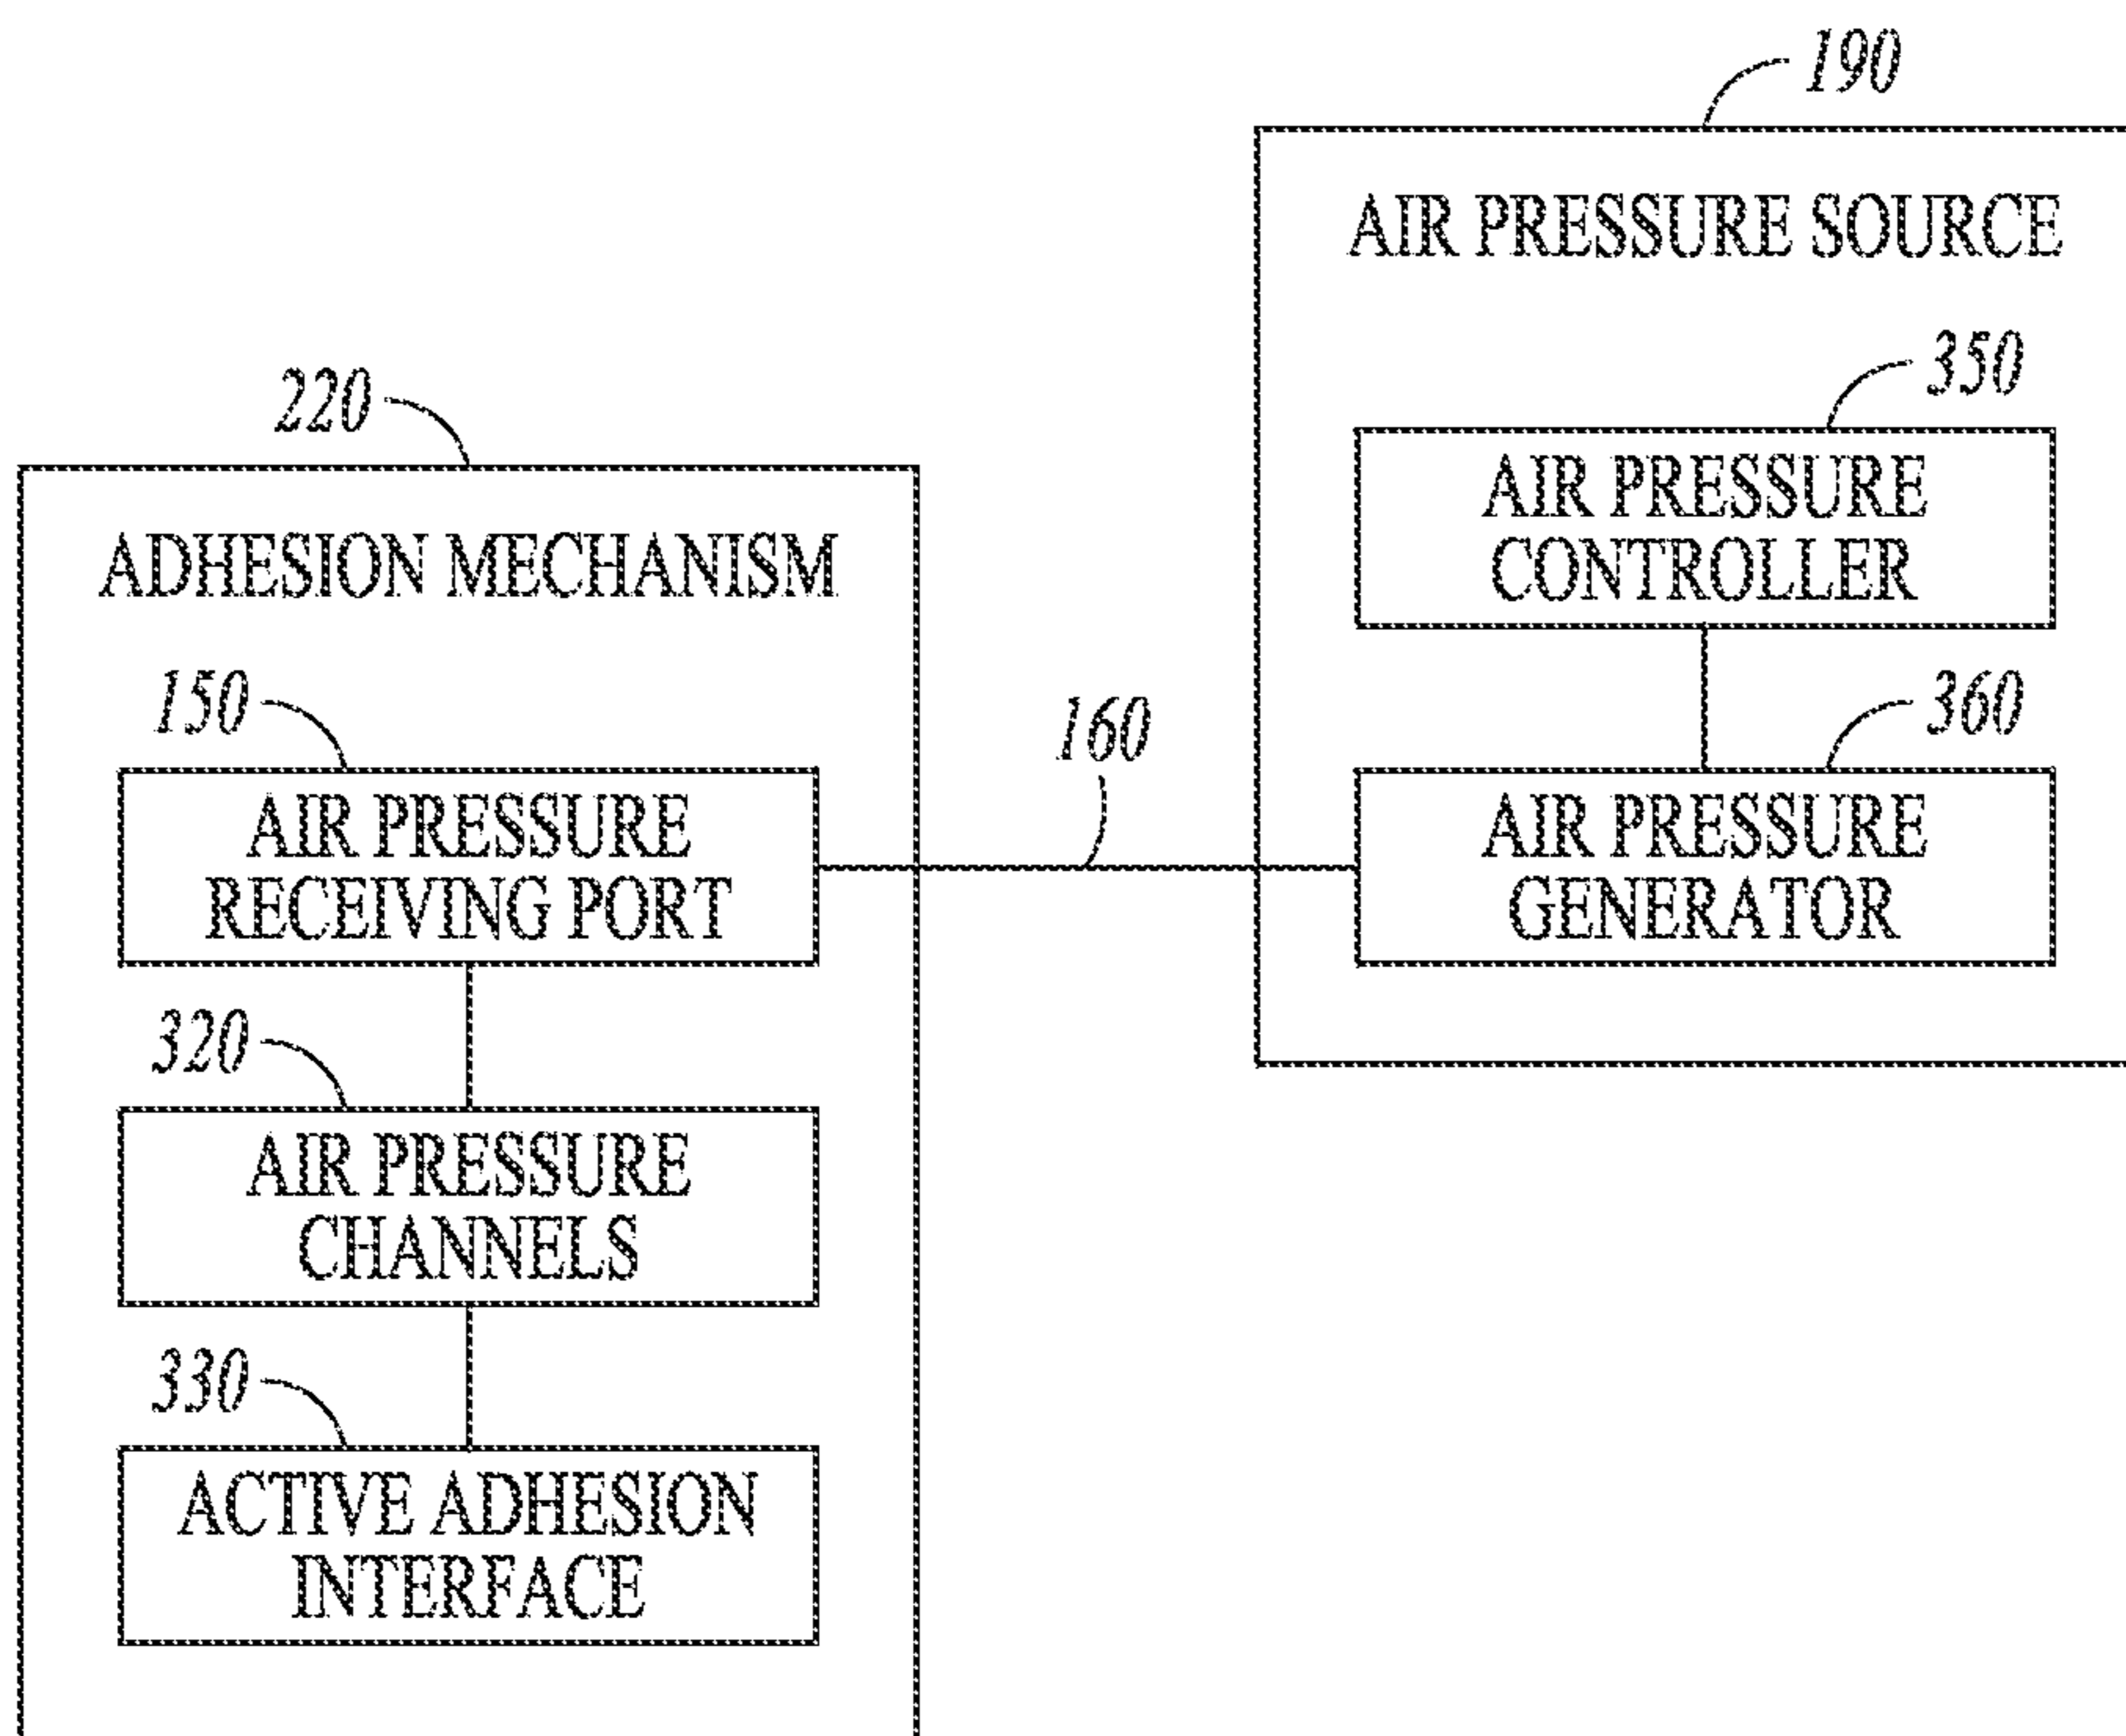 190
AIR PRESSURE SOURCE
350
AIR PRESSURE
CONTROLLER
360
AIR PRESSURE
GENERATOR
160
220
ADHESION MECHANISM
150
AIR PRESSURE
RECEIVING PORT
320
AIR PRESSURE
CHANNELS
330
ACTIVE ADHESION
INTERFACE